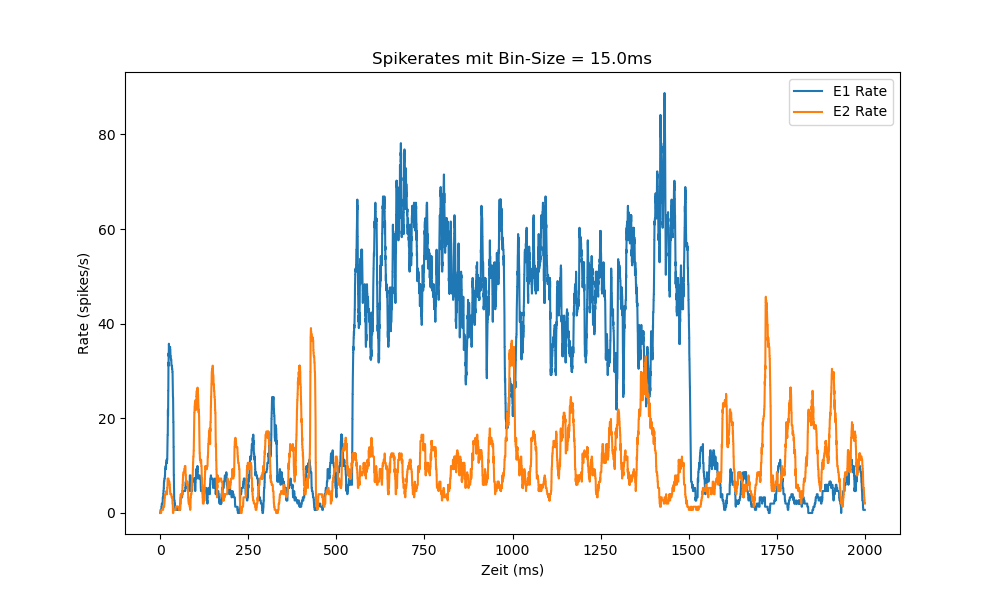 Spikerates mit Bin-Size = 15.0ms
E1 Rate
E2 Rate
80
60
40
20
0
Rate (spikes/s)
0 250 500 750 1000 1250 1500 1750 2000
Zeit (ms)